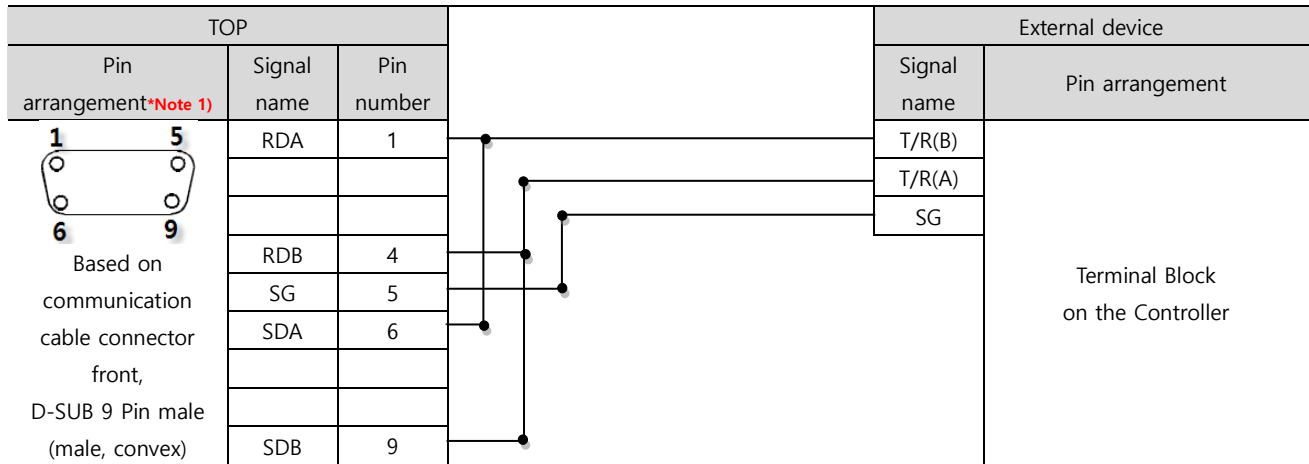 TOP
External device
Pin
arrangement*Note 1)
Signal
name
Pin
number
Signal
name
Pin arrangement
1 5
6 9
Based on
communication
cable connector
front,
D-SUB 9 Pin male
(male, convex)
RDA 1
RDB 4
SG 5
SDA 6
SDB 9
T/R(B)
T/R(A)
SG
Terminal Block
on the Controller